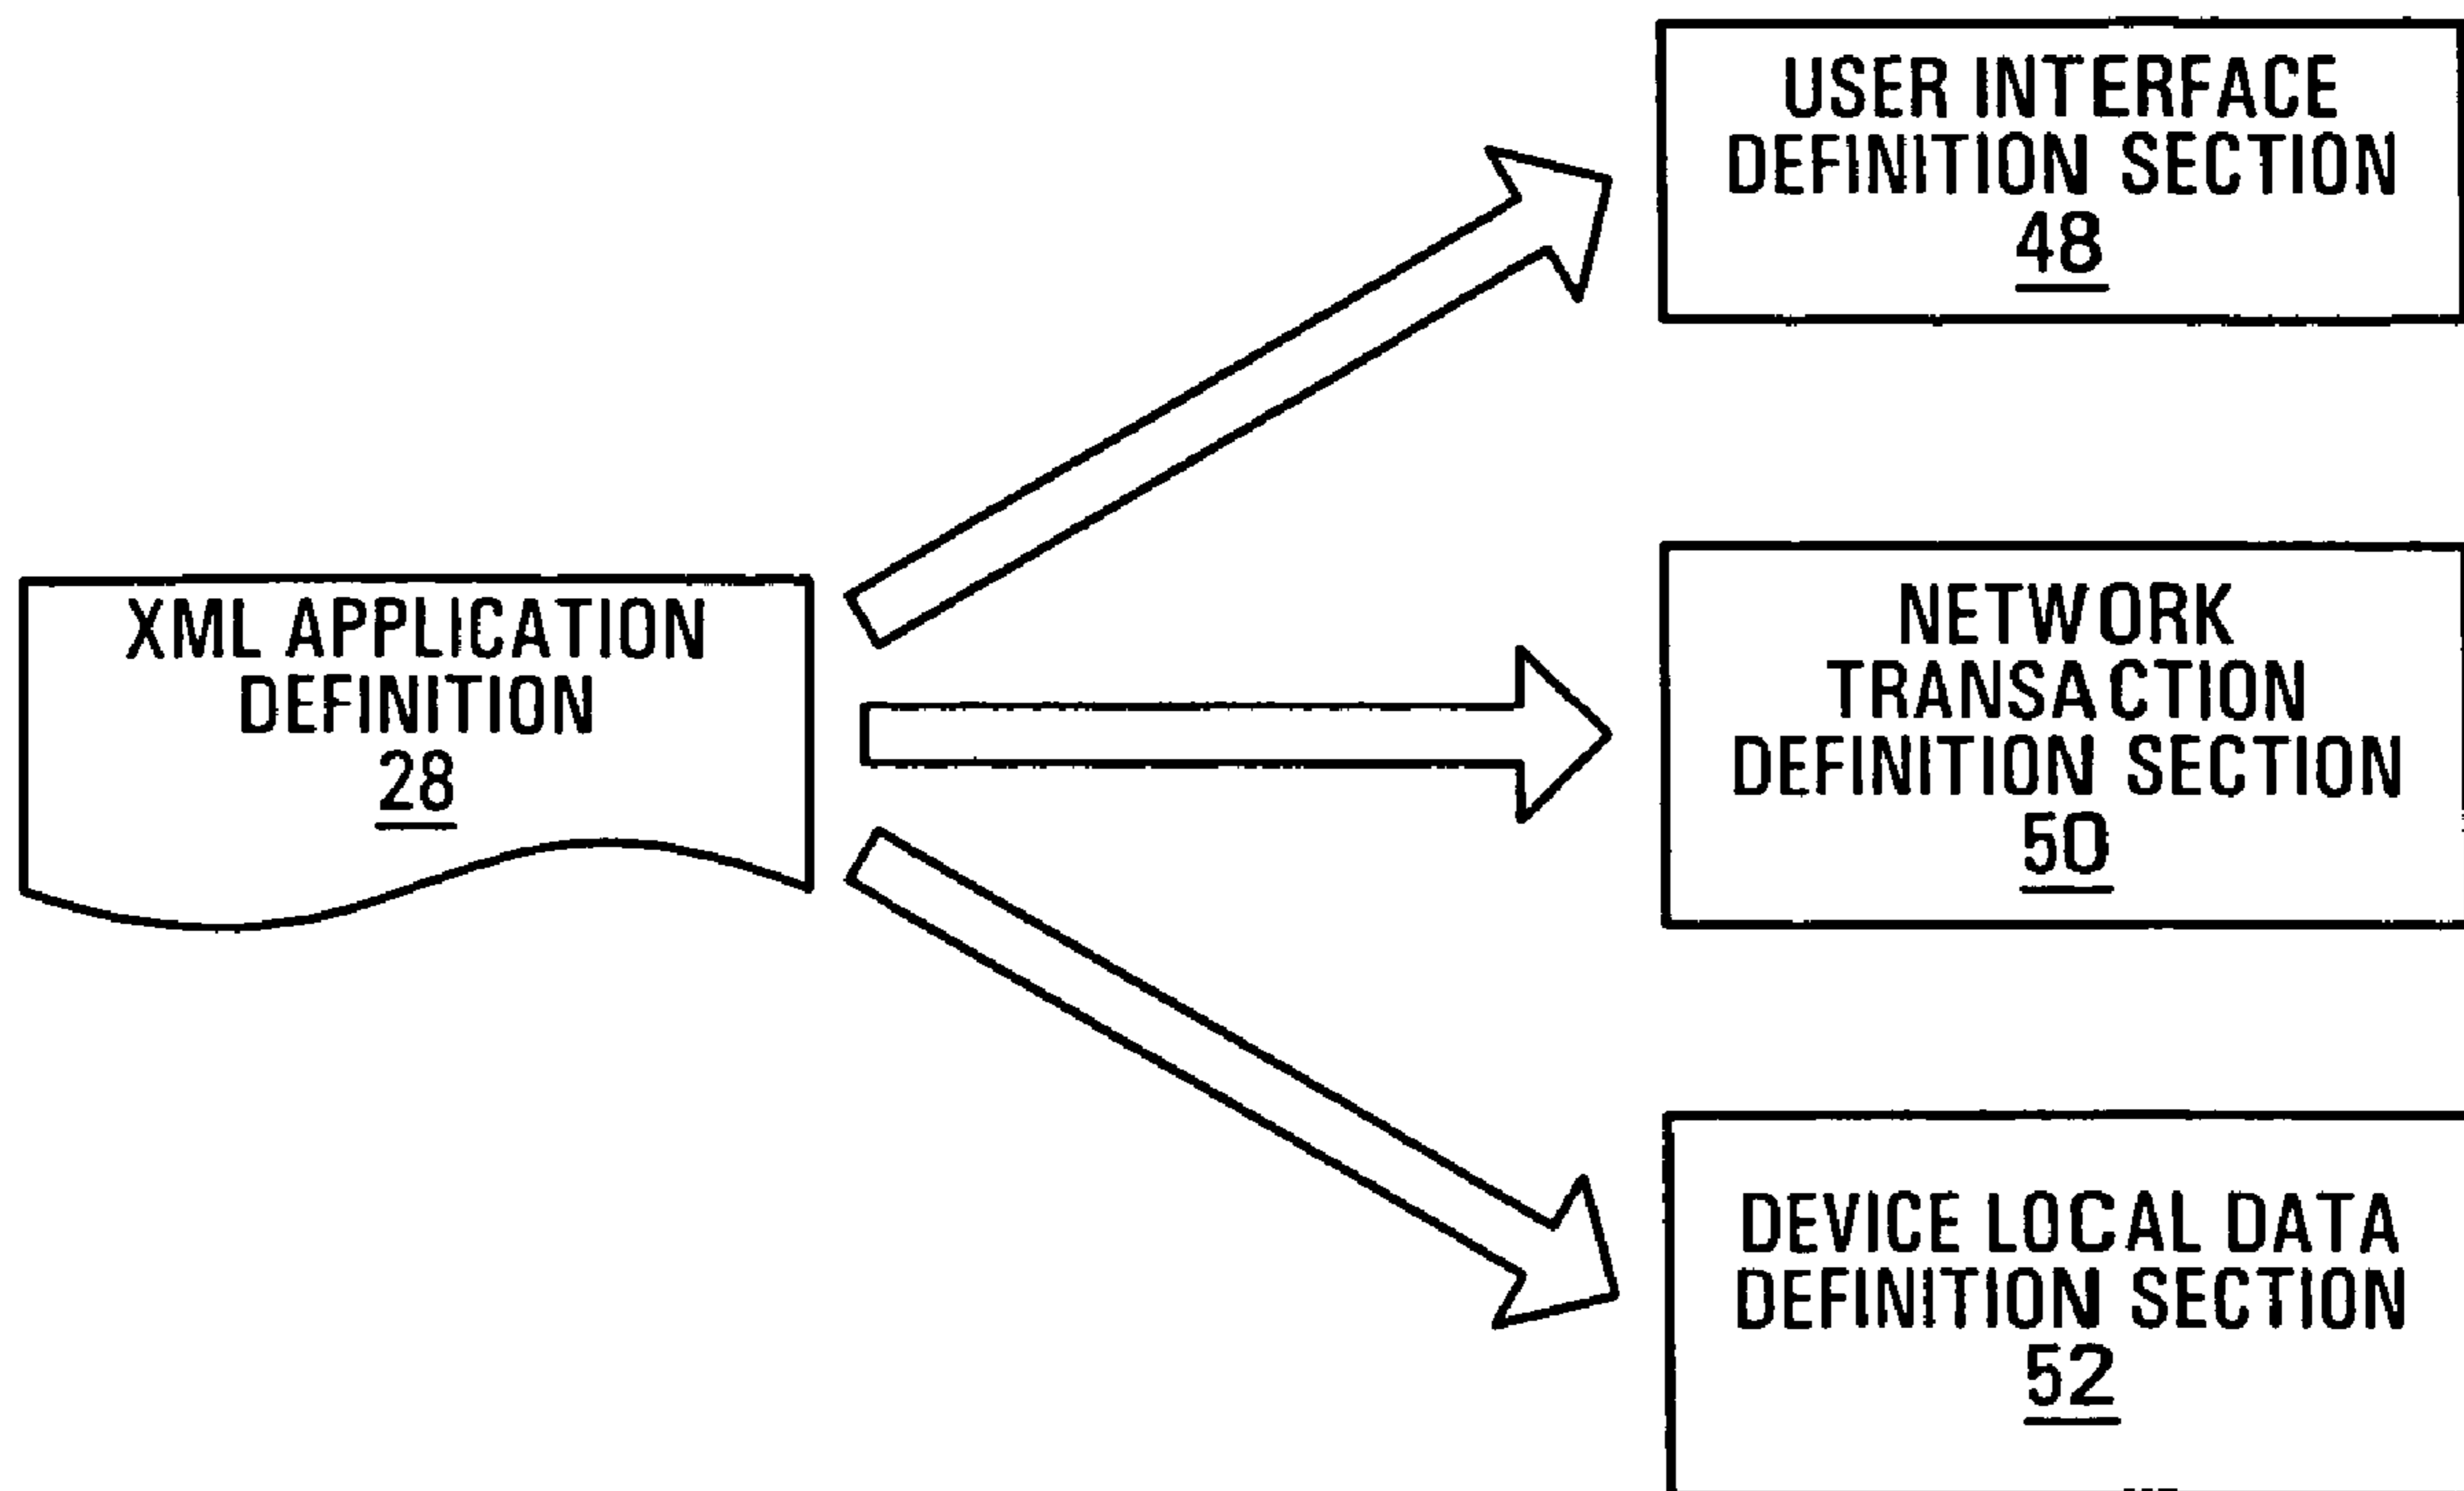 USER INTERFACE
DEFINITION SECTION
48
XML APPLICATION
DEFINITION
28
NETWORK
TRANSACTION
DEFINITION SECTION
50
DEVICE LOCAL DATA
DEFINITION SECTION
52